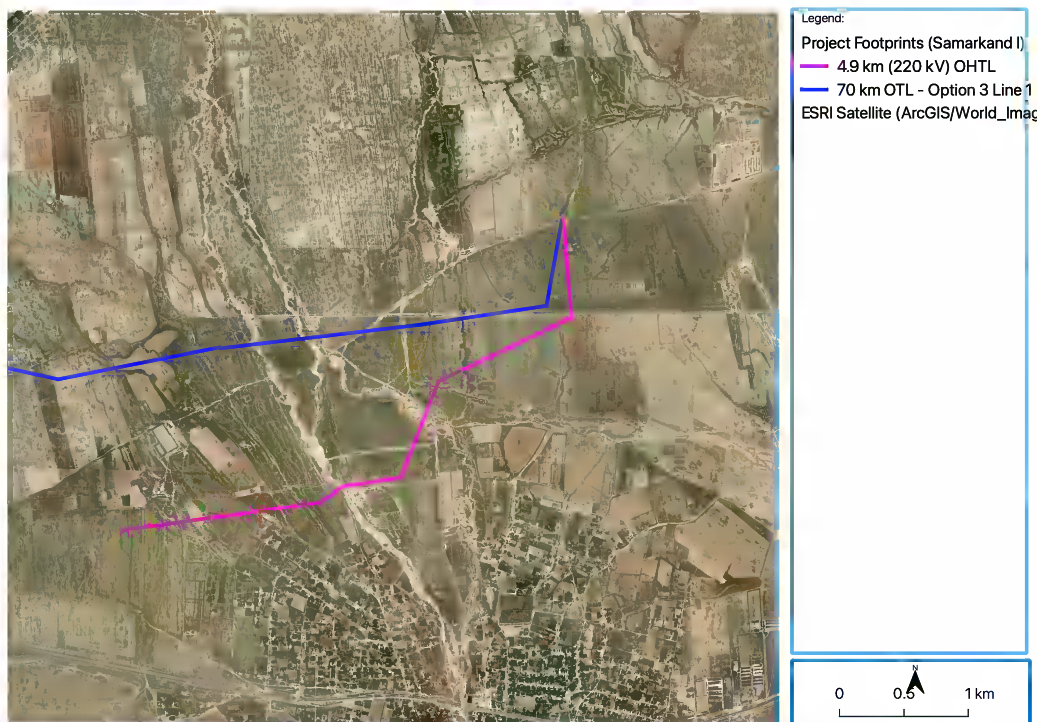 Legend:
Project Footprints (Samarkand I)
4.9 km (220 kV) OHTL
70 km OTL - Option 3 Line 1
ESRI Satellite (ArcGIS/World_Imag
N
0 0.5 1 km